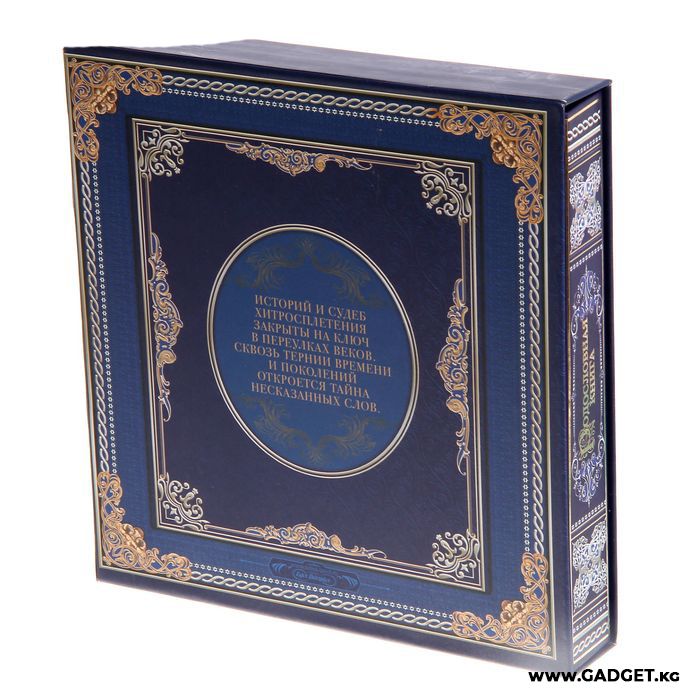 ИСТОРИЙ И СУДЕБ
ХИТРОСПЛЕТЕНИЯ
ЗАКРЫТЫ НА КЛЮЧ
В ПЕРЕУЛКАХ ВЕКОВ.
СКВОЗЬ ТЕРНИИ ВРЕМЕНИ
И ПОКОЛЕНИЙ
ОТКРОЕТСЯ ТАЙНА
НЕСКАЗАННЫХ СЛОВ.
РОДОСЛОВНАЯ
КНИГА
www.GADGET.kg